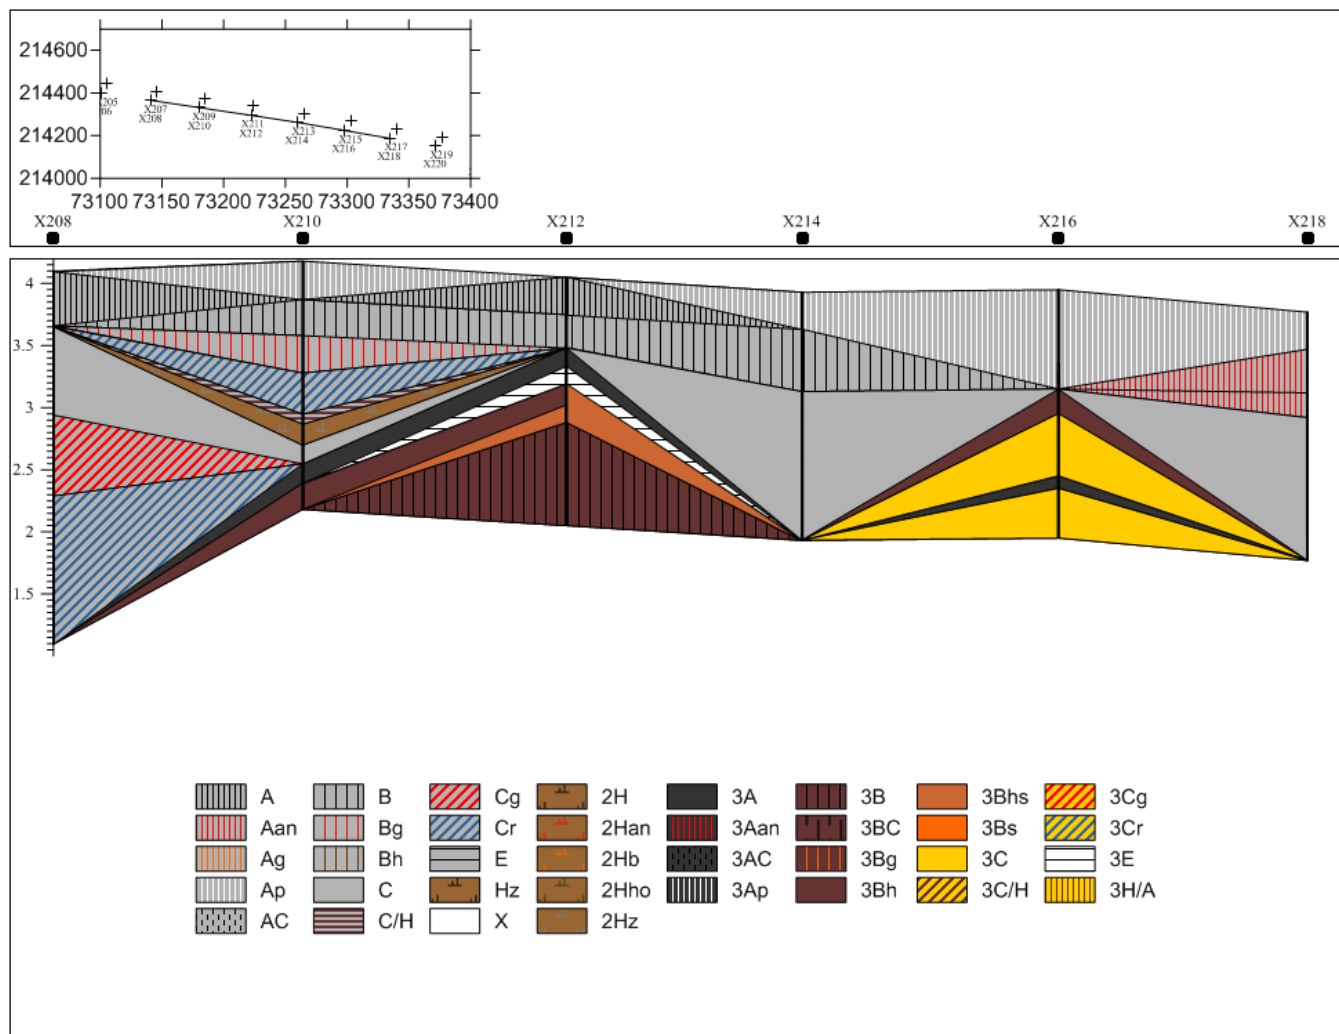 214600
214400
214200
214000
205
06
X207
X208
X209
X210
X211
X212
X213
X214
X215
X216
X217
X218
X219
X220
73100 73150 73200 73260 73300 73350 73400
X208 X210 X212 X214 X216 X218
4
3.5
3
2.5
2
1.5
A B Cg 2H 3A 3B 3Bhs 3Cg
Aan Bg Cr 2Han 3Aan 3BC 3Bs 3Cr
Ag Bh E 2Hb 3AC 3Bg 3C 3E
Ap C Hz 2Hho 3Ap 3Bh 3C/H 3H/A
AC C/H X 2Hz